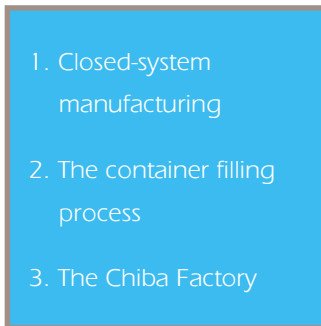 1. Closed-system
manufacturing
2. The container filling
process
3. The Chiba Factory